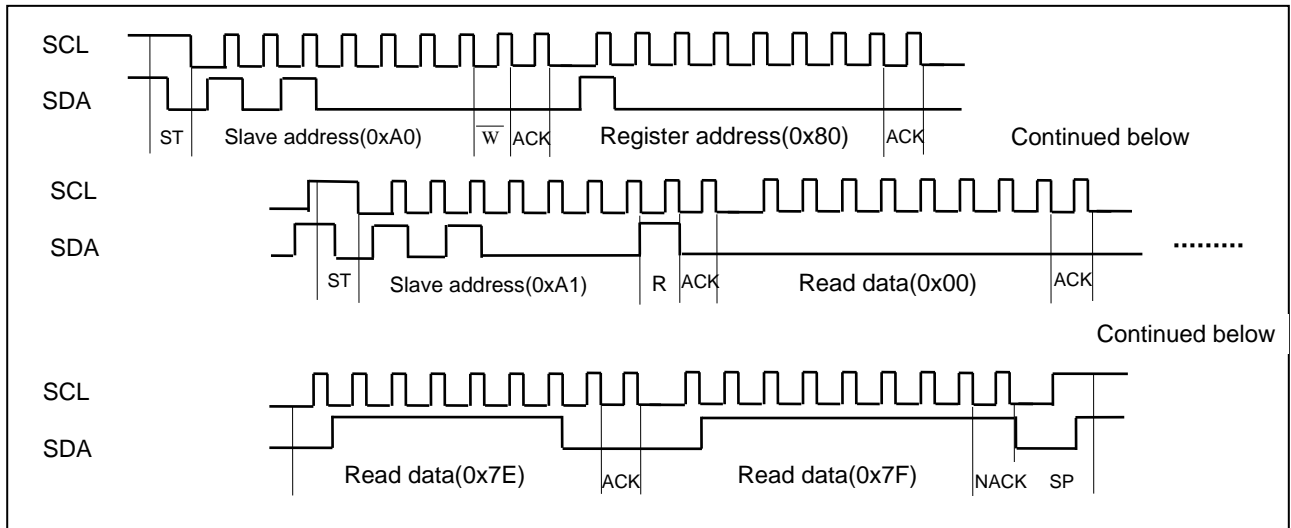 SCL
SDA
ST Slave address(0xA0) W̅ ACK Register address(0x80) ACK Continued below
SCL
SDA .........
ST Slave address(0xA1) R ACK Read data(0x00) ACK
Continued below
SCL
SDA
Read data(0x7E) ACK Read data(0x7F) NACK SP